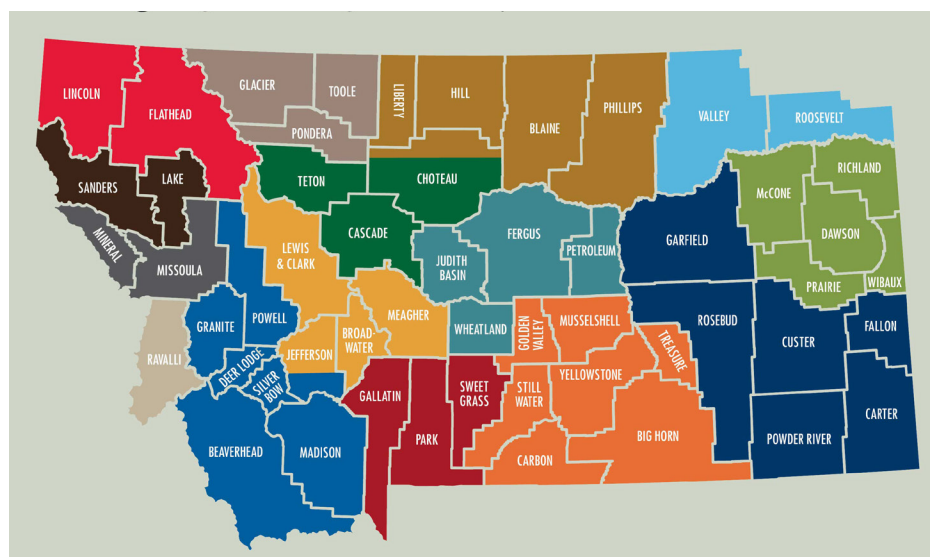 LINCOLN
FLATHEAD
GLACIER
TOOLE
LIBERTY
HILL
BLAINE
PHILLIPS
VALLEY
ROOSEVELT
PONDERA
SANDERS
LAKE
TETON
CHOTEAU
McCONE
RICHLAND
MINERAL
MISSOULA
LEWIS
& CLARK
CASCADE
JUDITH
BASIN
FERGUS
PETROLEUM
GARFIELD
DAWSON
PRAIRIE
WIBAUX
RAVALLI
GRANITE
POWELL
DEER LODGE
SILVER
BOW
JEFFERSON
BROAD-
WATER
MEAGHER
WHEATLAND
GOLDEN
VALLEY
MUSSELSHELL
TREASURE
ROSEBUD
CUSTER
FALLON
BEAVERHEAD
MADISON
GALLATIN
PARK
SWEET
GRASS
STILL
WATER
YELLOWSTONE
CARBON
BIG HORN
POWDER RIVER
CARTER